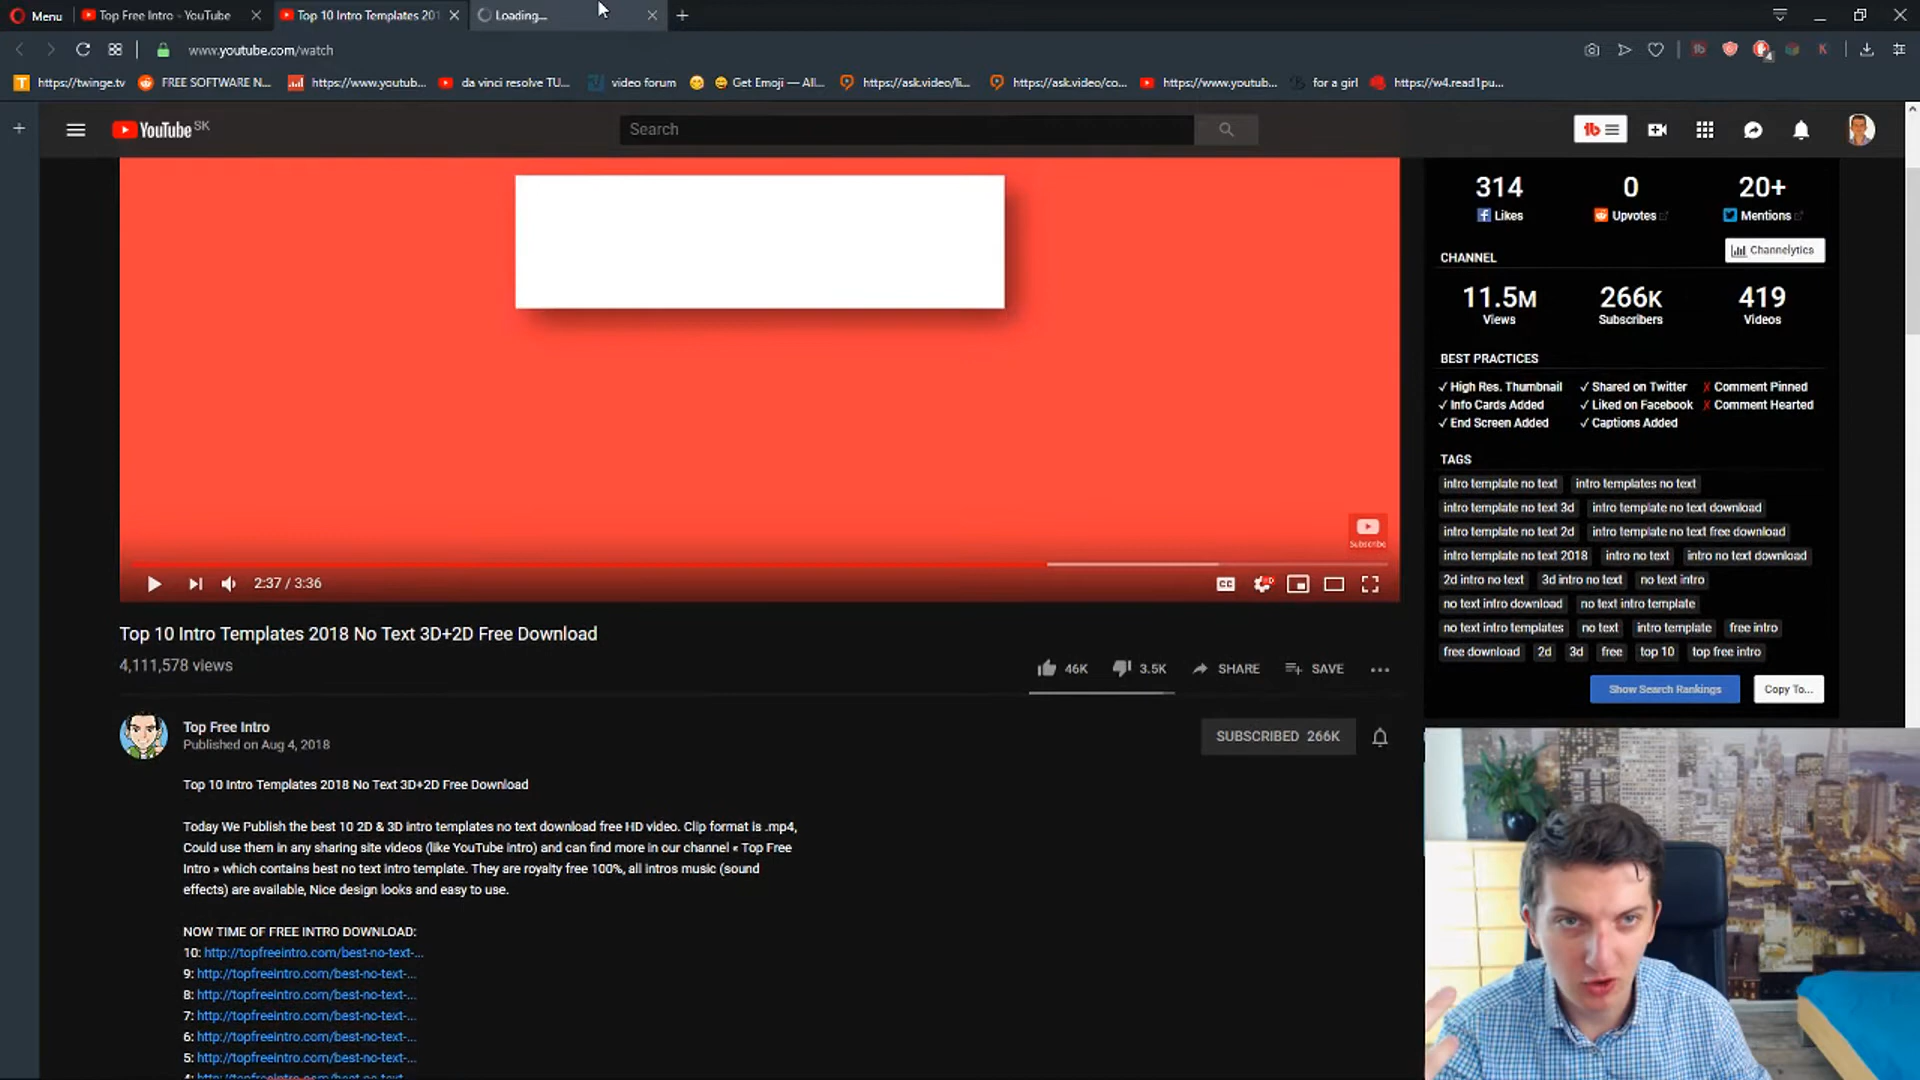 Menu
Top Free Intro - YouTube
Top 10 Intro Templates 201
Loading...
www.youtube.com/watch
https://twinge.tv
FREE SOFTWARE N...
https://www.youtub...
da vinci resolve TU...
video forum
Get Emoji — All...
https://ask.video/li...
https://ask.video/co...
https://www.youtub...
for a girl
https://w4.read1pu...
YouTube SK
Search
314
0
20+
Likes
Upvotes
Mentions
CHANNEL
Channelytics
11.5M
266K
419
Views
Subscribers
Videos
BEST PRACTICES
✓ High Res. Thumbnail ✓ Shared on Twitter ✗ Comment Pinned
✓ Info Cards Added ✓ Liked on Facebook ✗ Comment Hearted
✓ End Screen Added ✓ Captions Added
TAGS
intro template no text intro templates no text
intro template no text 3d intro template no text download
intro template no text 2d intro template no text free download
intro template no text 2018 intro no text intro no text download
2d intro no text 3d intro no text no text intro
no text intro download no text intro template
no text intro templates no text intro template free intro
free download 2d 3d free top 10 top free intro
Show Search Rankings
Copy To...
Subscribe
2:37 / 3:36
CC
HD
Top 10 Intro Templates 2018 No Text 3D+2D Free Download
4,111,578 views
46K
3.5K
SHARE
SAVE
Top Free Intro
Published on Aug 4, 2018
SUBSCRIBED 266K
Top 10 Intro Templates 2018 No Text 3D+2D Free Download
Today We Publish the best 10 2D & 3D intro templates no text download free HD video. Clip format is .mp4,
Could use them in any sharing site videos (like YouTube intro) and can find more in our channel « Top Free
Intro » which contains best no text intro template. They are royalty free 100%, all intros music (sound
effects) are available, Nice design looks and easy to use.
NOW TIME OF FREE INTRO DOWNLOAD:
10: http://topfreeintro.com/best-no-text-...
9: http://topfreeintro.com/best-no-text-...
8: http://topfreeintro.com/best-no-text-...
7: http://topfreeintro.com/best-no-text-...
6: http://topfreeintro.com/best-no-text-...
5: http://topfreeintro.com/best-no-text-...
4: http://topfreeintro.com/best-no-text-...